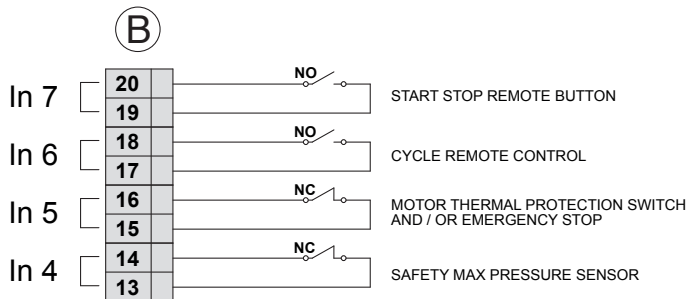 B
In 7
20
NO
START STOP REMOTE BUTTON
19
In 6
18
NO
CYCLE REMOTE CONTROL
17
In 5
16
NC
MOTOR THERMAL PROTECTION SWITCH
AND / OR EMERGENCY STOP
15
In 4
14
NC
SAFETY MAX PRESSURE SENSOR
13